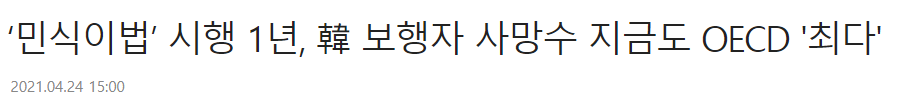 ‘민식이법’ 시행 1년, 韓 보행자 사망수 지금도 OECD '최다'
2021.04.24 15:00